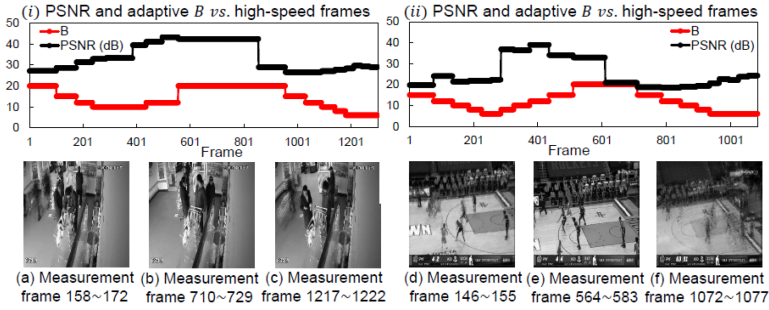 (i) PSNR and adaptive B vs. high-speed frames
50
40
30
20
10
0
B
PSNR (dB)
1 201 401 601 801 1001 1201
Frame
(a) Measurement
frame 158~172
(b) Measurement
frame 710~729
(c) Measurement
frame 1217~1222
(ii) PSNR and adaptive B vs. high-speed frames
50
40
30
20
10
0
B
PSNR (dB)
1 201 401 601 801 1001
Frame
(d) Measurement
frame 146~155
(e) Measurement
frame 564~583
(f) Measurement
frame 1072~1077